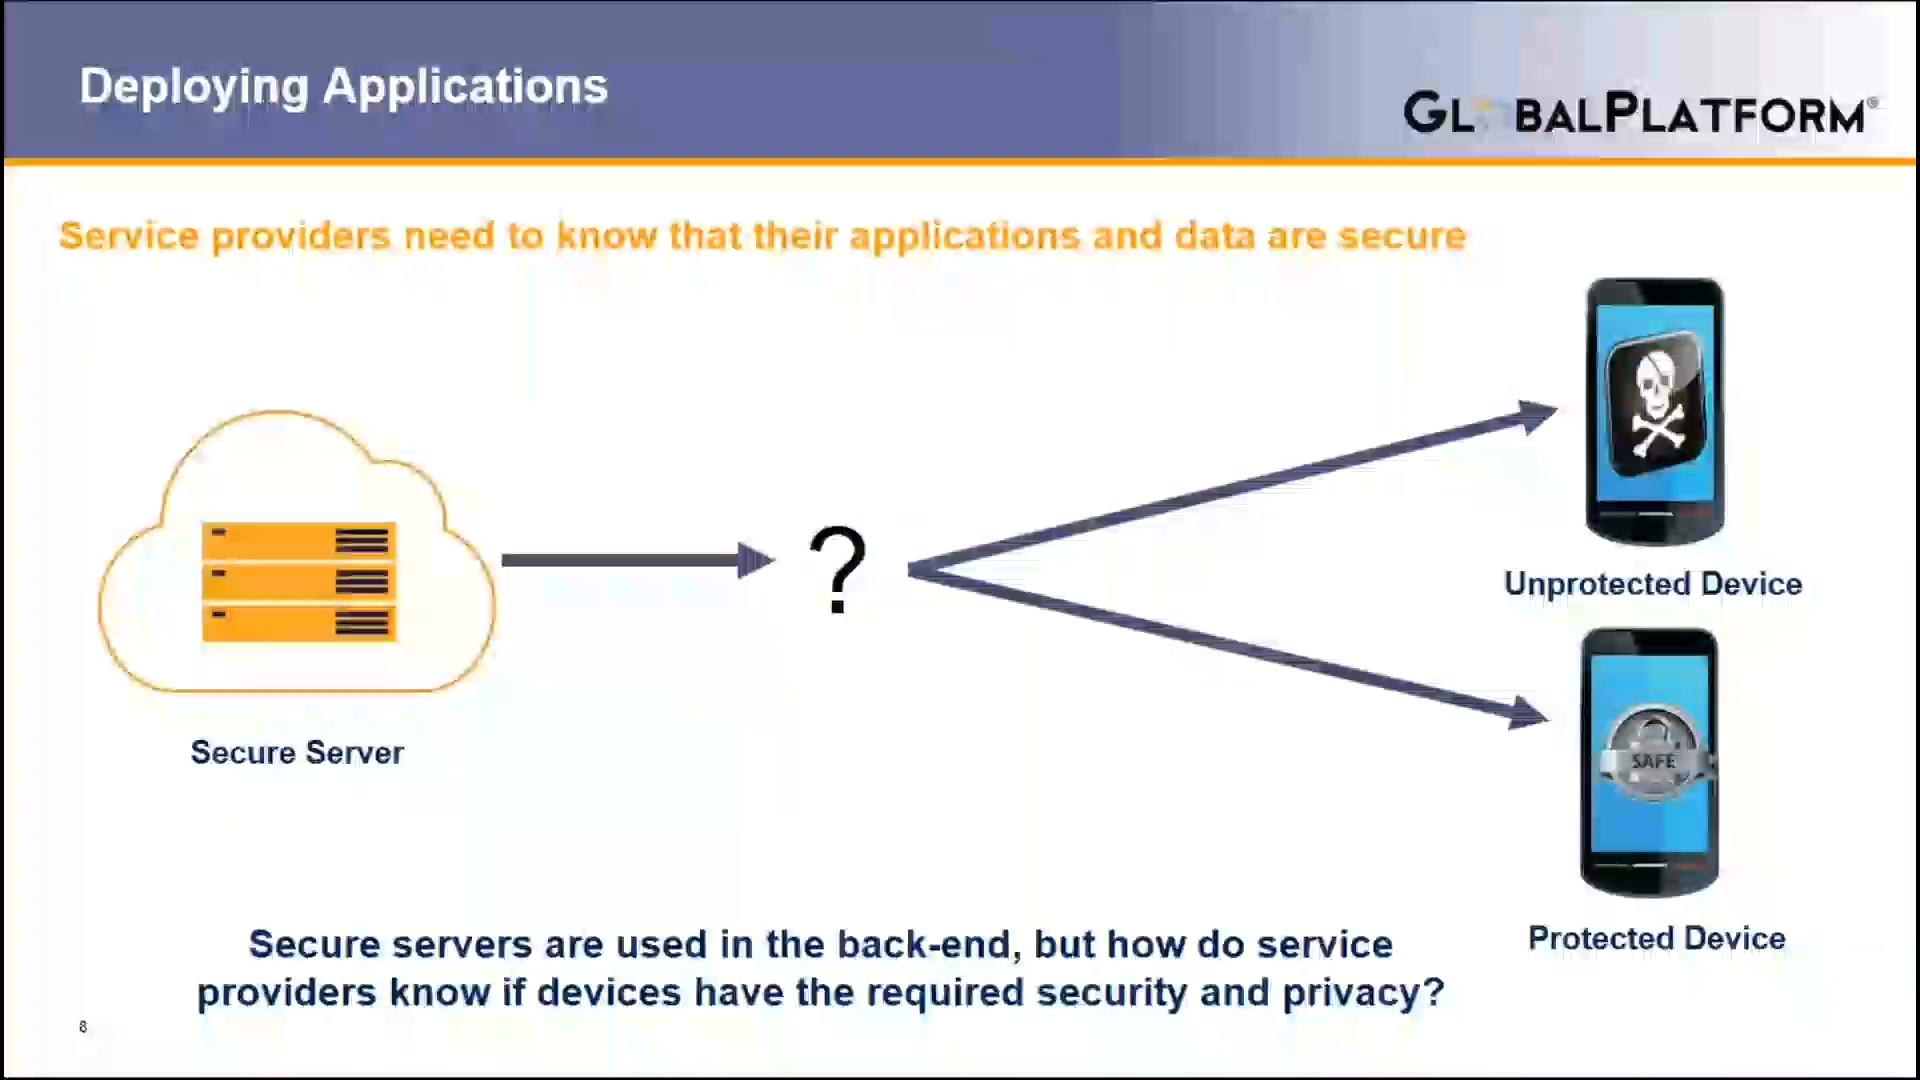 Deploying Applications
GLOBALPLATFORM®
Service providers need to know that their applications and data are secure
?
Unprotected Device
SAFE
Secure Server
Protected Device
Secure servers are used in the back-end, but how do service
providers know if devices have the required security and privacy?
8